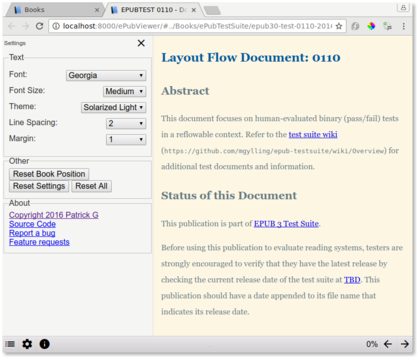 Books
EPUBTEST 0110 - Do
localhost:8000/ePubViewer/#../Books/ePubTestSuite/epub30-test-0110-201
Settings
Text
Font:
Georgia
Font Size:
Medium
Theme:
Solarized Light
Line Spacing:
2
Margin:
1
Other
Reset Book Position
Reset Settings
Reset All
About
Copyright 2016 Patrick G
Source Code
Report a bug
Feature requests
Layout Flow Document: 0110
Abstract
This document focuses on human-evaluated binary (pass/fail) tests
in a reflowable context. Refer to the test suite wiki
(https://github.com/mgylling/epub-testsuite/wiki/Overview) for
additional test documents and information.
Status of this Document
This publication is part of EPUB 3 Test Suite.
Before using this publication to evaluate reading systems, testers are
strongly encouraged to verify that they have the latest release by
checking the current release date of the test suite at TBD. This
publication should have a date appended to its file name that
indicates its release date.
0%